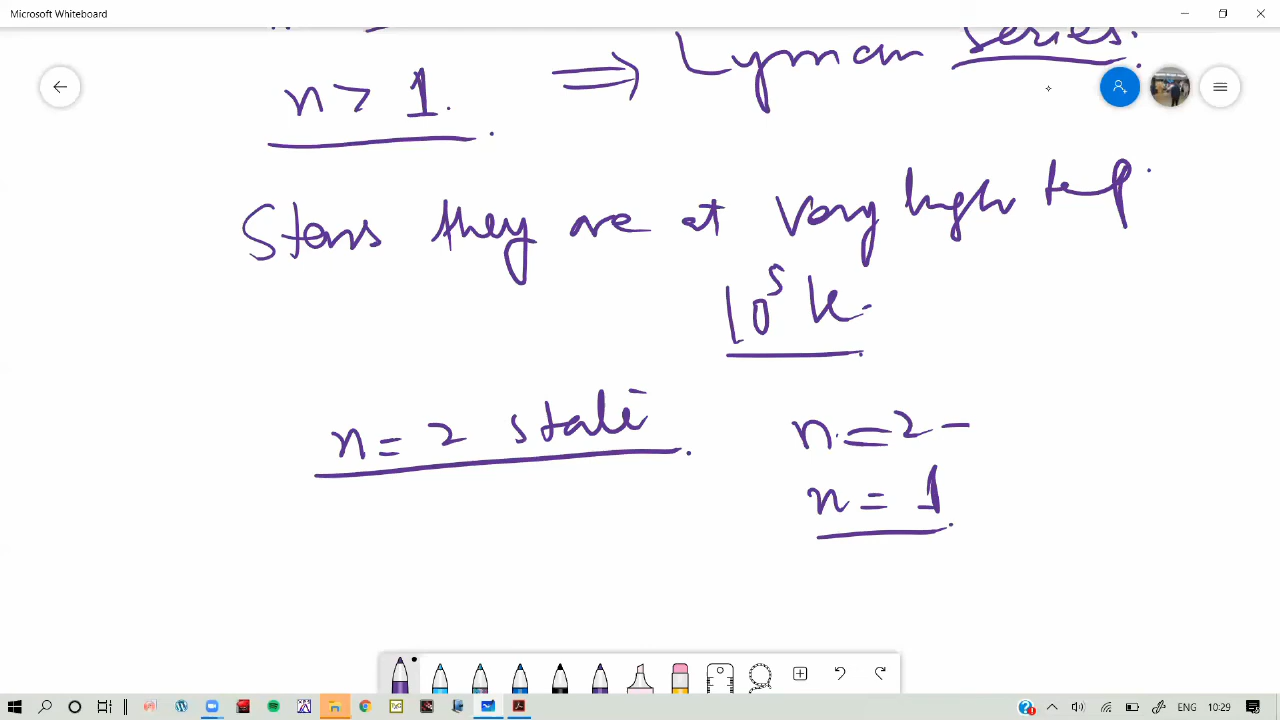 Microsoft Whiteboard
n > 1. ⇒ Lyman series.
Stars they are at very high temp.
10⁵ k.
n = 2 state n = 2 -
n = 1
ENG 10:29